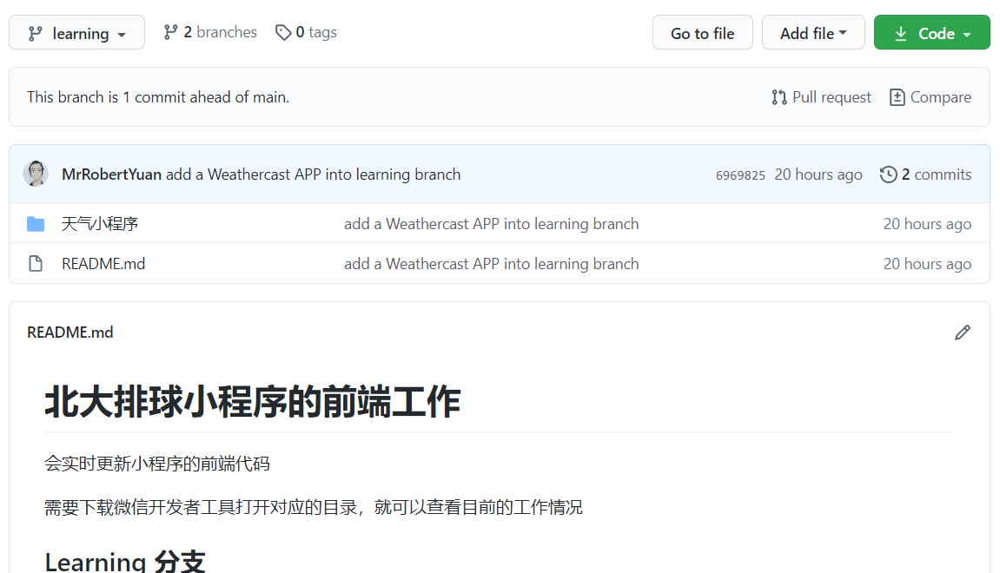 learning 2 branches 0 tags Go to file Add file Code
This branch is 1 commit ahead of main. Pull request Compare
MrRobertYuan add a Weathercast APP into learning branch 6969825 20 hours ago 2 commits
天气小程序 add a Weathercast APP into learning branch 20 hours ago
README.md add a Weathercast APP into learning branch 20 hours ago
README.md
北大排球小程序的前端工作
会实时更新小程序的前端代码
需要下载微信开发者工具打开对应的目录，就可以查看目前的工作情况
Learning 分支